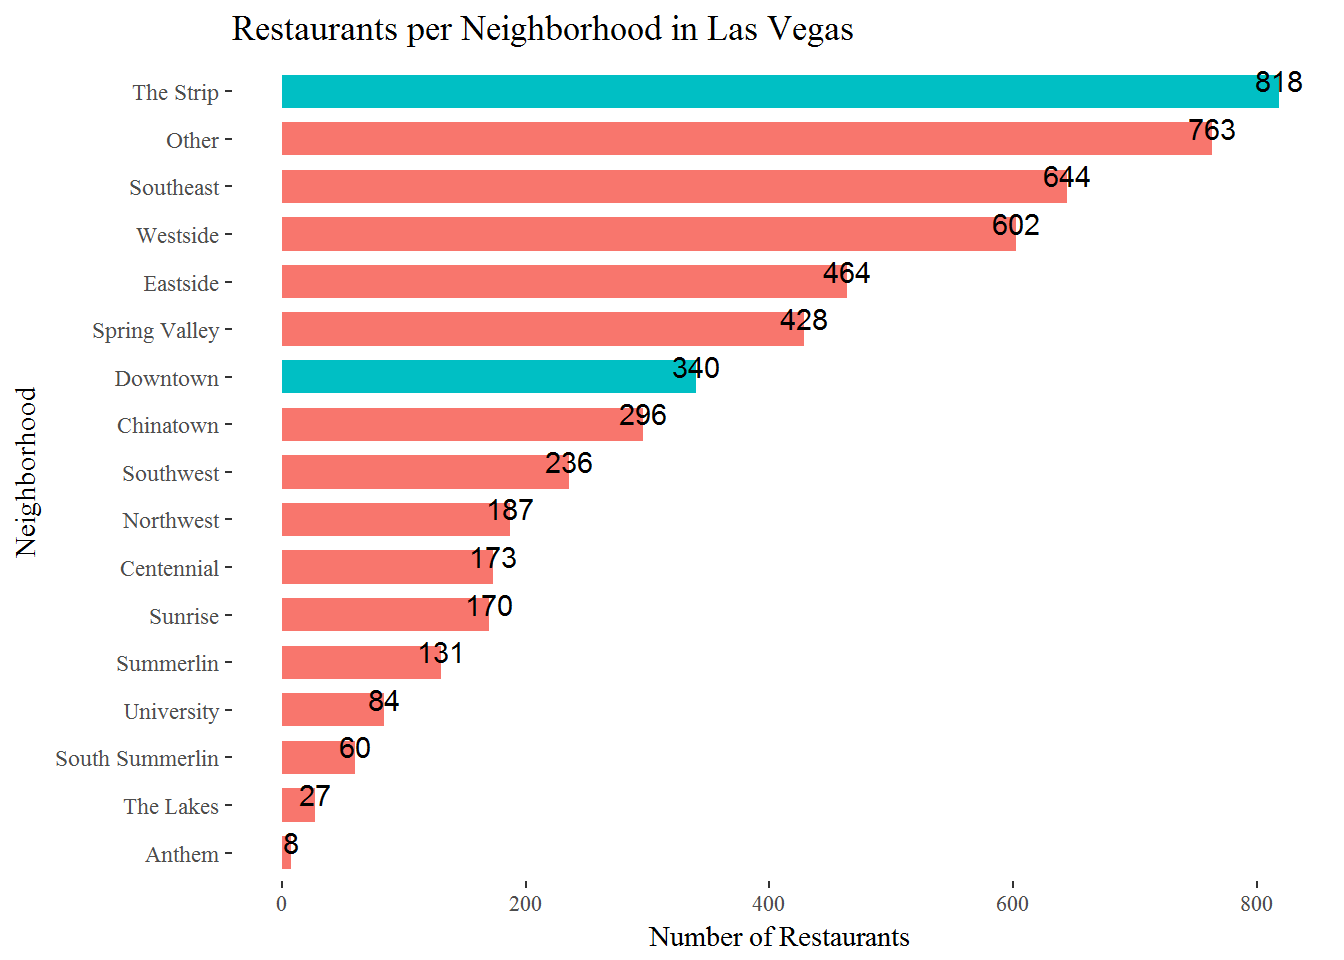 Restaurants per Neighborhood in Las Vegas
Neighborhood
The Strip 818
Other 763
Southeast 644
Westside 602
Eastside 464
Spring Valley 428
Downtown 340
Chinatown 296
Southwest 236
Northwest 187
Centennial 173
Sunrise 170
Summerlin 131
University 84
South Summerlin 60
The Lakes 27
Anthem 8
0 200 400 600 800
Number of Restaurants